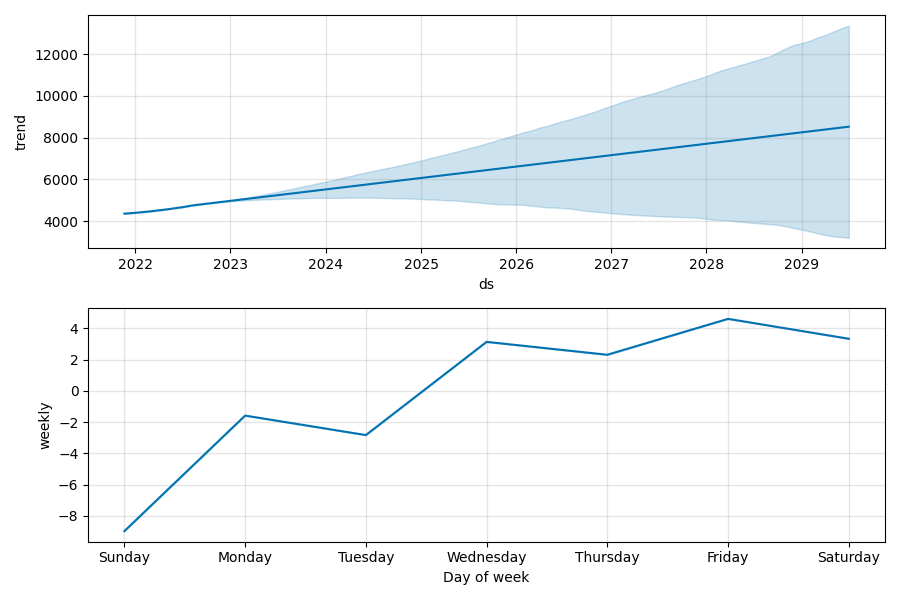 12000
10000
8000
6000
4000
trend
2022 2023 2024 2025 2026 2027 2028 2029
ds
4
2
0
−2
−4
−6
−8
weekly
Sunday Monday Tuesday Wednesday Thursday Friday Saturday
Day of week